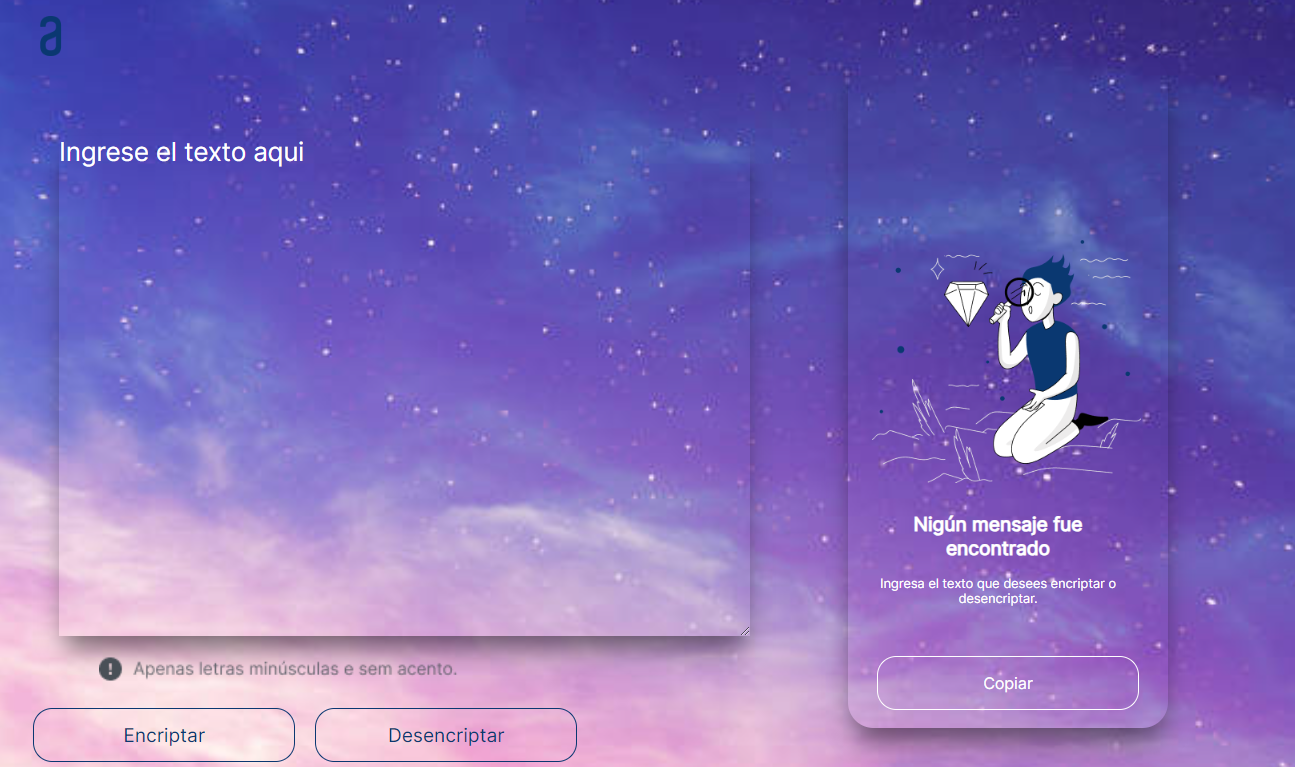 a
Ingrese el texto aqui
Nigún mensaje fue
encontrado
Ingresa el texto que desees encriptar o
desencriptar.
Apenas letras minúsculas e sem acento.
Copiar
Encriptar
Desencriptar